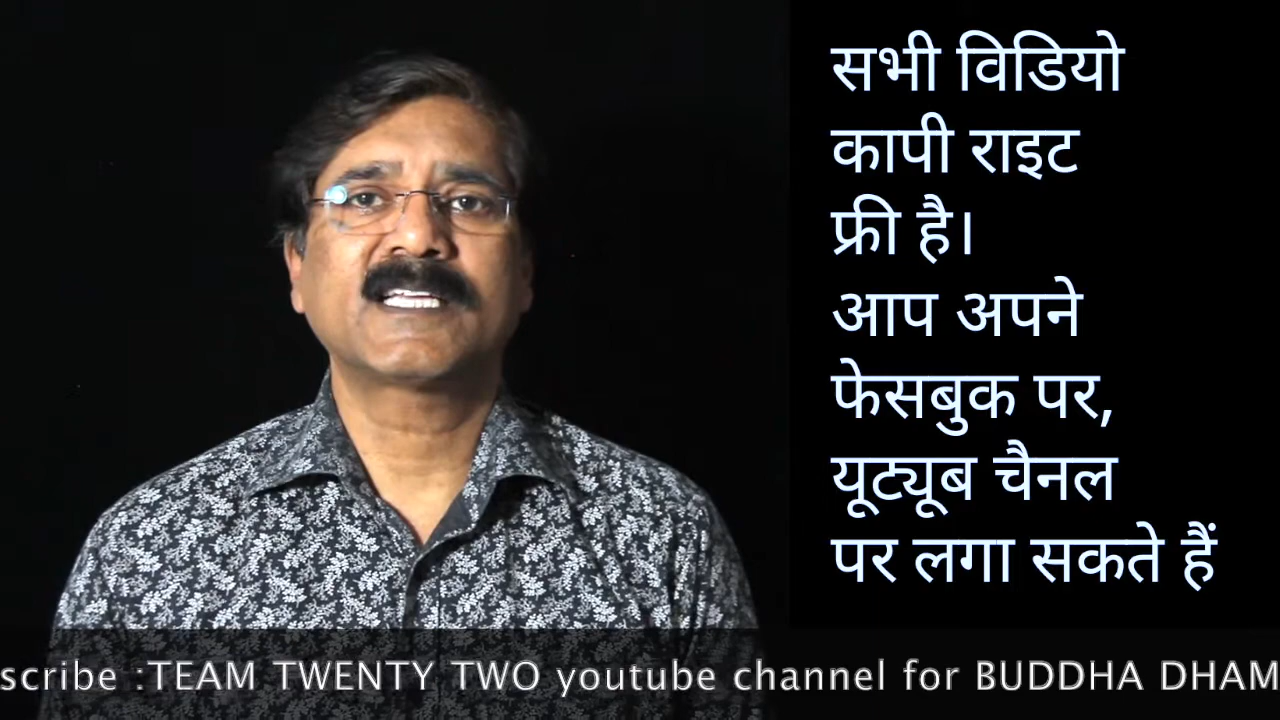 सभी विडियो
कापी राइट
फ्री है।
आप अपने
फेसबुक पर,
यूट्यूब चैनल
पर लगा सकते हैं
scribe :TEAM TWENTY TWO youtube channel for BUDDHA DHAM